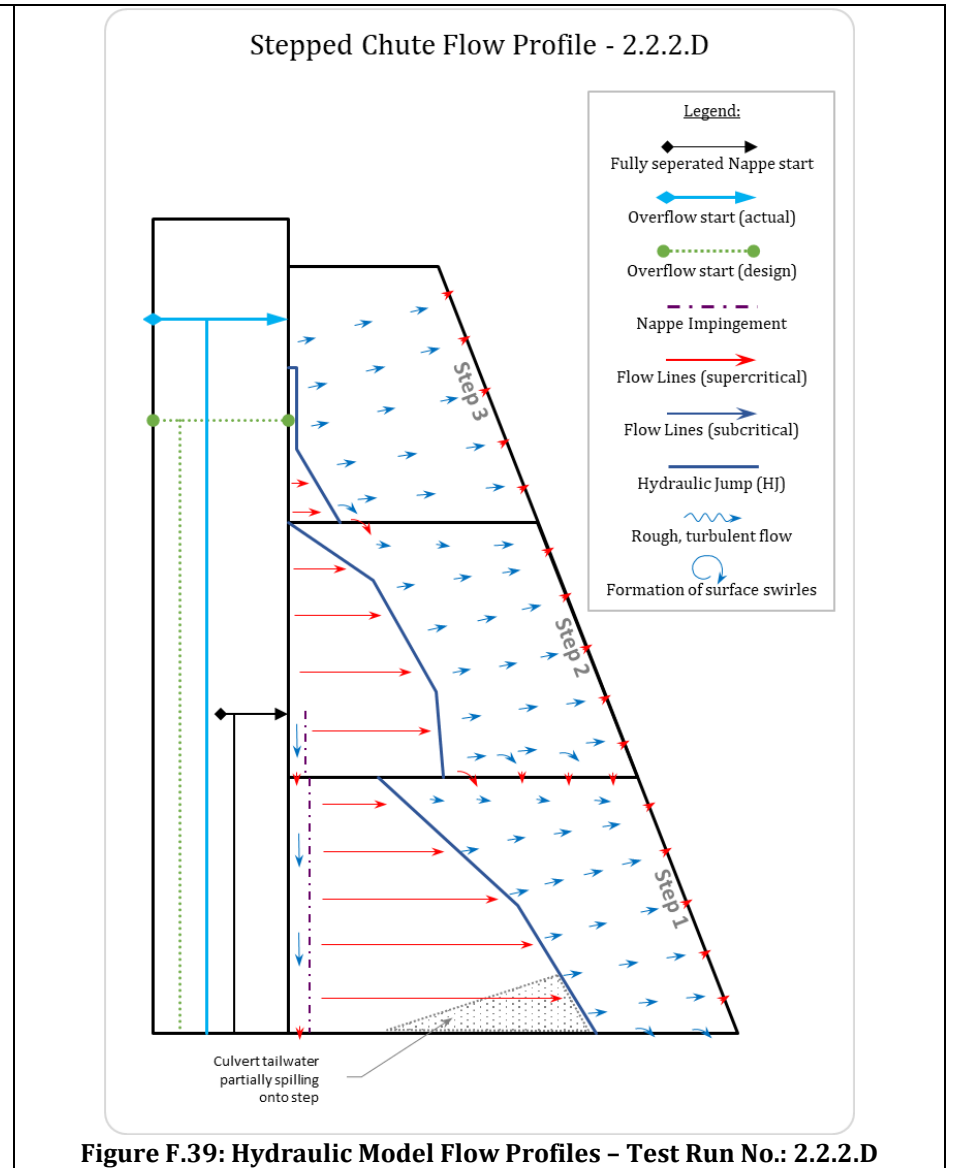 Stepped Chute Flow Profile - 2.2.2.D
Legend:
Fully seperated Nappe start
Overflow start (actual)
Overflow start (design)
Nappe Impingement
Flow Lines (supercritical)
Flow Lines (subcritical)
Hydraulic Jump (HJ)
Rough, turbulent flow
Formation of surface swirles
Step 3
Step 2
Step 1
Culvert tailwater
partially spilling
onto step
Figure F.39: Hydraulic Model Flow Profiles – Test Run No.: 2.2.2.D